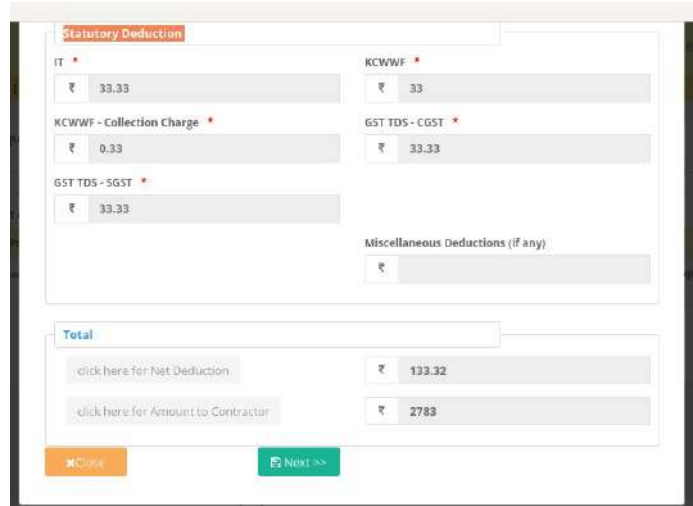 Statutory Deduction
IT * KCWWF *
₹ 33.33 ₹ 33
KCWWF - Collection Charge * GST TDS - CGST *
₹ 0.33 ₹ 33.33
GST TDS - SGST *
₹ 33.33
Miscellaneous Deductions (if any)
₹
Total
click here for Net Deduction ₹ 133.32
click here for Amount to Contractor ₹ 2783
Close Next >>